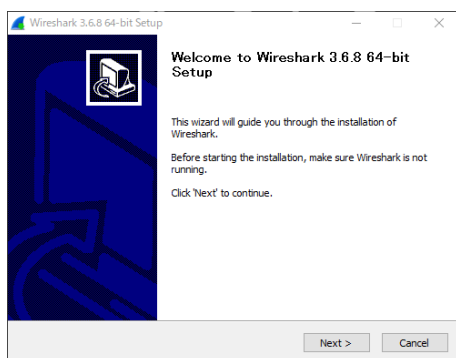 Wireshark 3.6.8 64-bit Setup
Welcome to Wireshark 3.6.8 64-bit
Setup
This wizard will guide you through the installation of
Wireshark.
Before starting the installation, make sure Wireshark is not
running.
Click 'Next' to continue.
Next >
Cancel